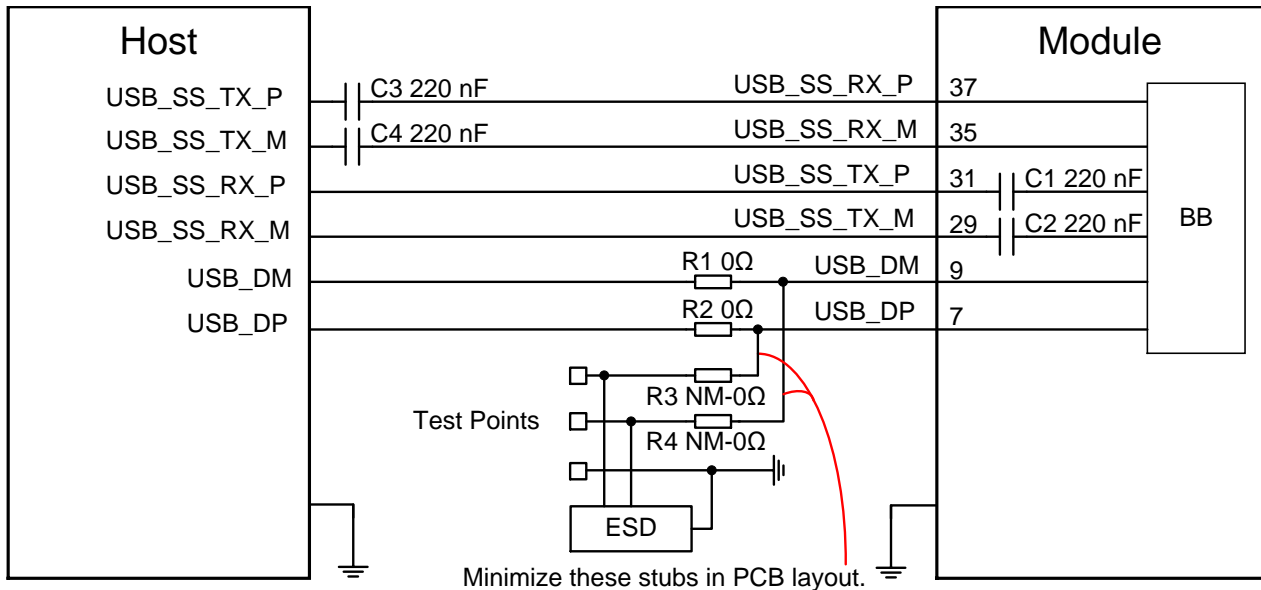 Host
Module
USB_SS_TX_P
C3 220 nF
USB_SS_RX_P
37
USB_SS_TX_M
C4 220 nF
USB_SS_RX_M
35
USB_SS_RX_P
USB_SS_TX_P
31
C1 220 nF
USB_SS_RX_M
USB_SS_TX_M
29
C2 220 nF
BB
USB_DM
R1 0Ω
USB_DM
9
USB_DP
R2 0Ω
USB_DP
7
R3 NM-0Ω
Test Points
R4 NM-0Ω
ESD
Minimize these stubs in PCB layout.